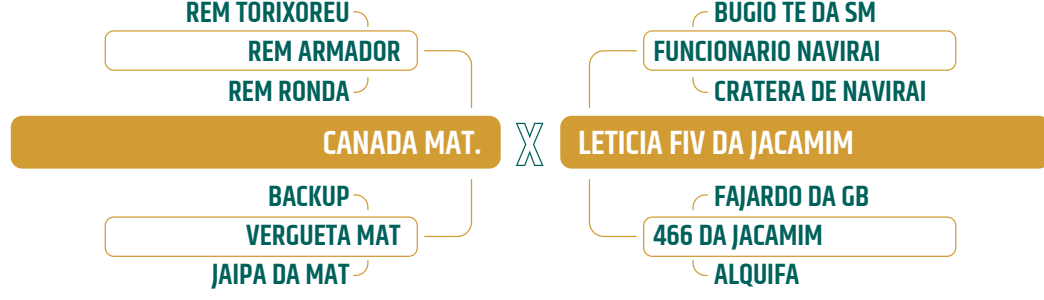 REM TORIXOREU
REM ARMADOR
REM RONDA
CANADA MAT.
BACKUP
VERGUETA MAT
JAIPA DA MAT
X
BUGIO TE DA SM
FUNCIONARIO NAVIRAI
CRATERA DE NAVIRAI
LETICIA FIV DA JACAMIM
FAJARDO DA GB
466 DA JACAMIM
ALQUIFA